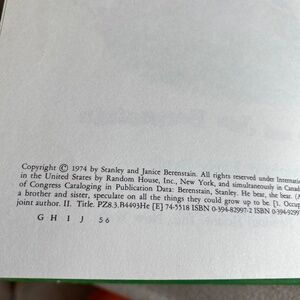 Copyright © 1974 by Stanley and Janice Berenstain. All rights reserved under Internati
in the United States by Random House, Inc., New York, and simultaneously in Canada
of Congress Cataloging in Publication Data: Berenstain, Stanley. He bear, she bear. (A
a brother and sister, speculate on all the things they could grow up to be. [1. Occup
joint author. II. Title. PZ8.3.B4493He [E] 74-5518 ISBN 0-394-82997-2 ISBN 0-394-9299
G H I J 56